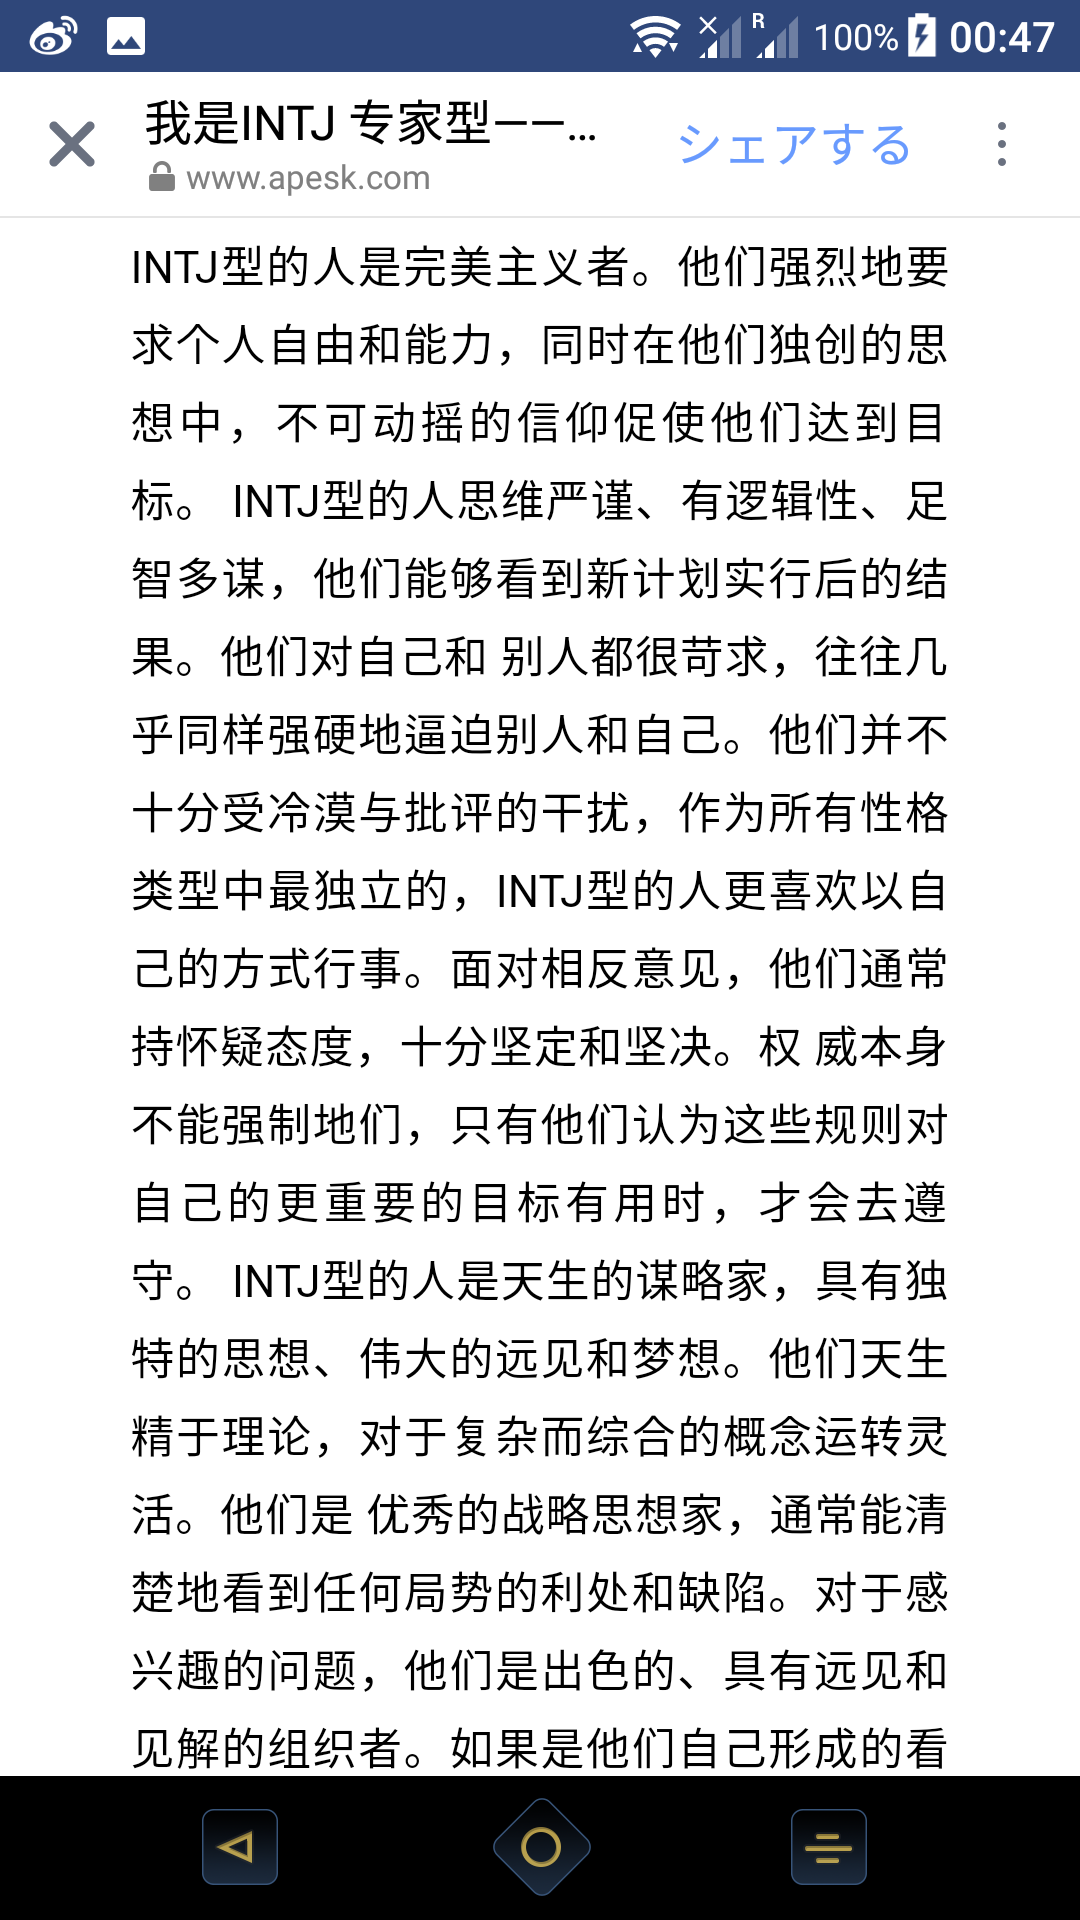 R 100% 00:47
我是INTJ 专家型——...
シェアする
www.apesk.com
INTJ型的人是完美主义者。他们强烈地要
求个人自由和能力，同时在他们独创的思
想中，不可动摇的信仰促使他们达到目
标。 INTJ型的人思维严谨、有逻辑性、足
智多谋，他们能够看到新计划实行后的结
果。他们对自己和 别人都很苛求，往往几
乎同样强硬地逼迫别人和自己。他们并不
十分受冷漠与批评的干扰，作为所有性格
类型中最独立的，INTJ型的人更喜欢以自
己的方式行事。面对相反意见，他们通常
持怀疑态度，十分坚定和坚决。权 威本身
不能强制地们，只有他们认为这些规则对
自己的更重要的目标有用时，才会去遵
守。 INTJ型的人是天生的谋略家，具有独
特的思想、伟大的远见和梦想。他们天生
精于理论，对于复杂而综合的概念运转灵
活。他们是 优秀的战略思想家，通常能清
楚地看到任何局势的利处和缺陷。对于感
兴趣的问题，他们是出色的、具有远见和
见解的组织者。如果是他们自己形成的看